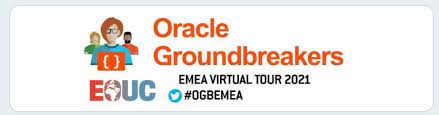 Oracle
Groundbreakers
EOUC
EMEA VIRTUAL TOUR 2021
#OGBEMEA